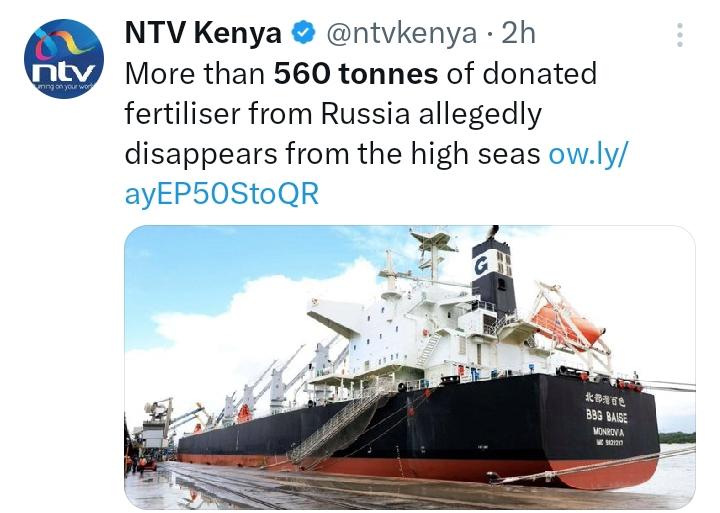 NTV Kenya @ntvkenya · 2h
ntv
turning on your world
More than 560 tonnes of donated
fertiliser from Russia allegedly
disappears from the high seas ow.ly/
ayEP50StoQR
G
北部湾百色
BBG BAISE
MONROVIA